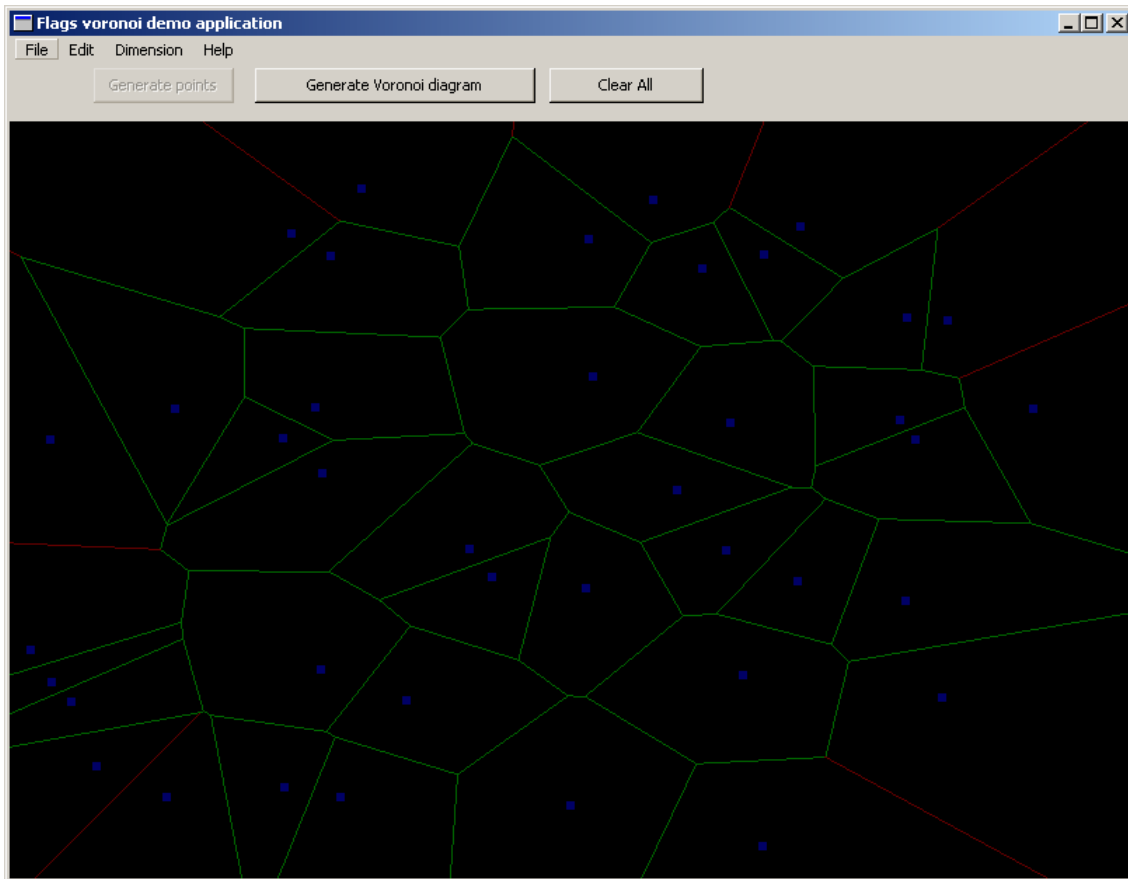 Flags voronoi demo application
File Edit Dimension Help
Generate points Generate Voronoi diagram Clear All